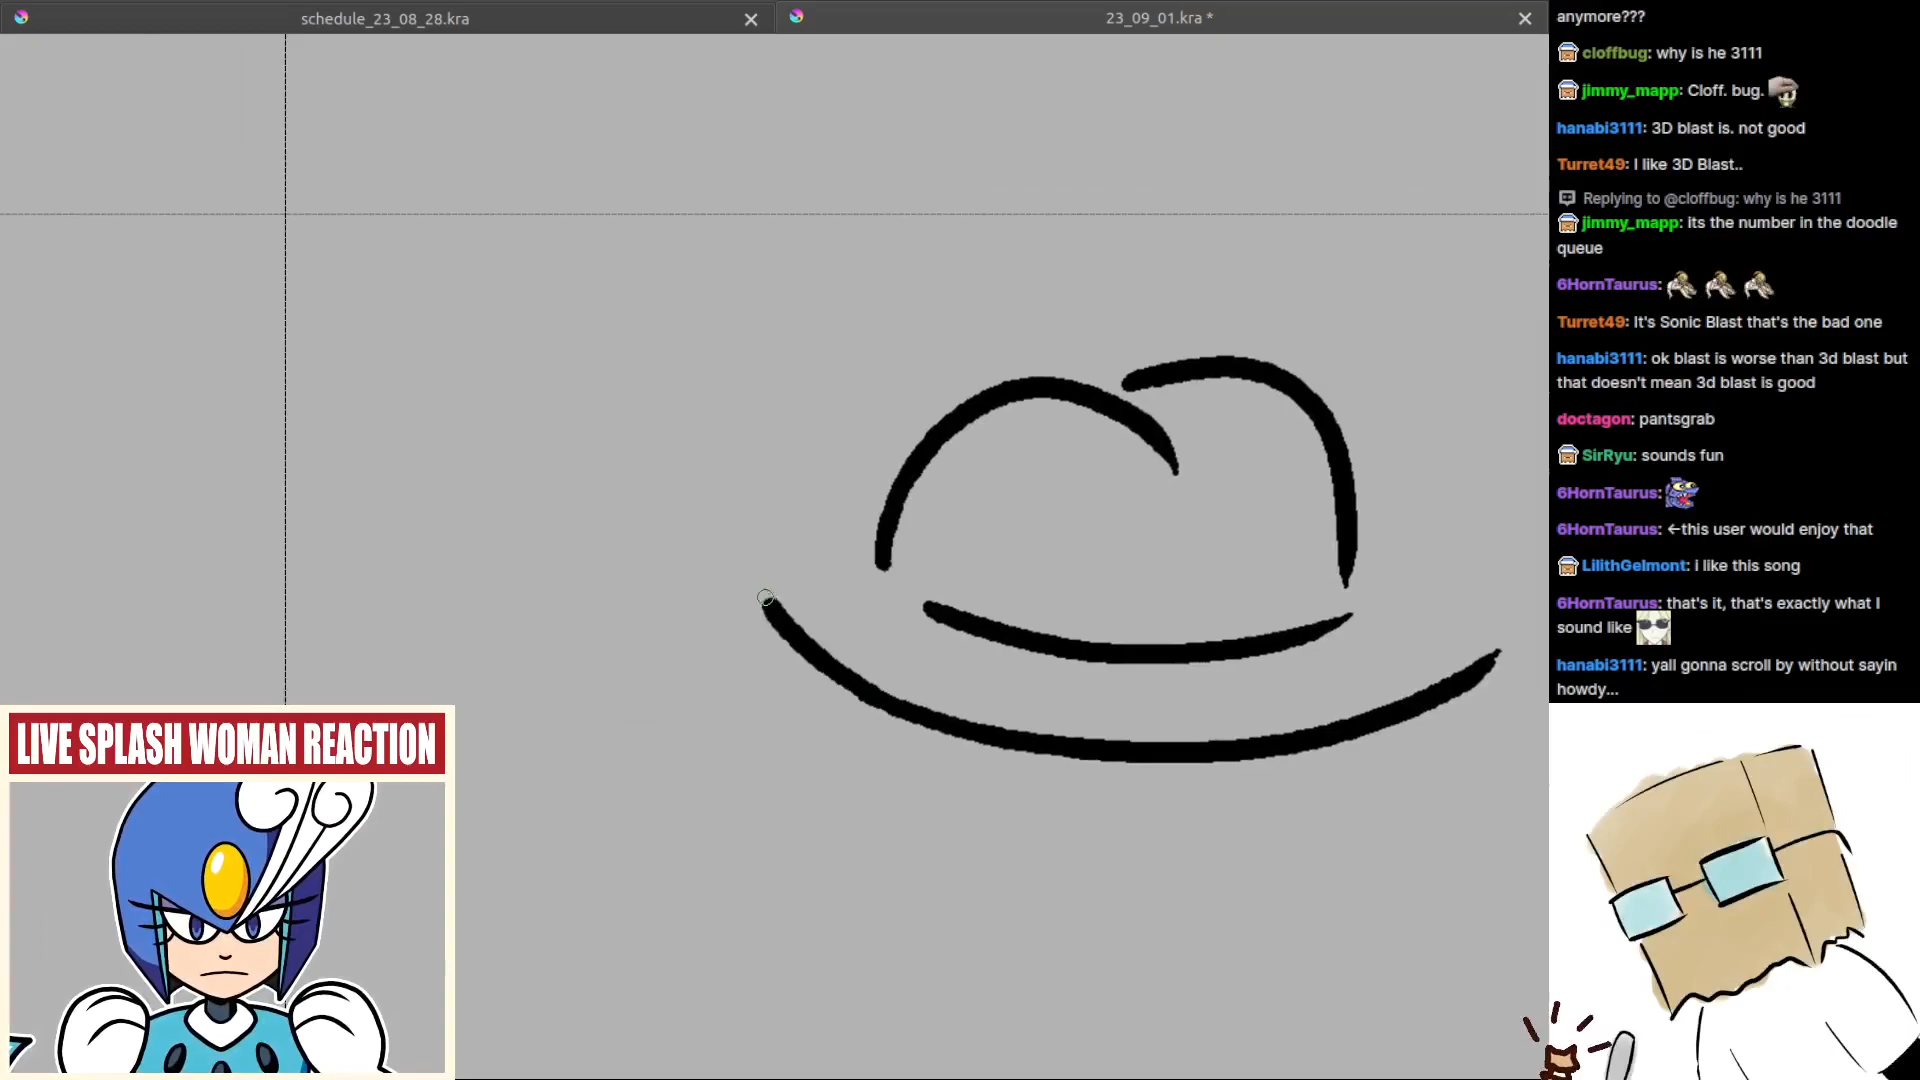 schedule_23_08_28.kra
23_09_01.kra *
anymore???
cloffbug: why is he 3111
jimmy_mapp: Cloff. bug.
hanabi3111: 3D blast is. not good
Turret49: I like 3D Blast..
Replying to @cloffbug: why is he 3111
jimmy_mapp: its the number in the doodle
queue
6HornTaurus:
Turret49: It's Sonic Blast that's the bad one
hanabi3111: ok blast is worse than 3d blast but
that doesn't mean 3d blast is good
doctagon: pantsgrab
SirRyu: sounds fun
6HornTaurus:
6HornTaurus: ←this user would enjoy that
LilithGelmont: i like this song
6HornTaurus: that's it, that's exactly what I
sound like
hanabi3111: yall gonna scroll by without sayin
howdy...
LIVE SPLASH WOMAN REACTION